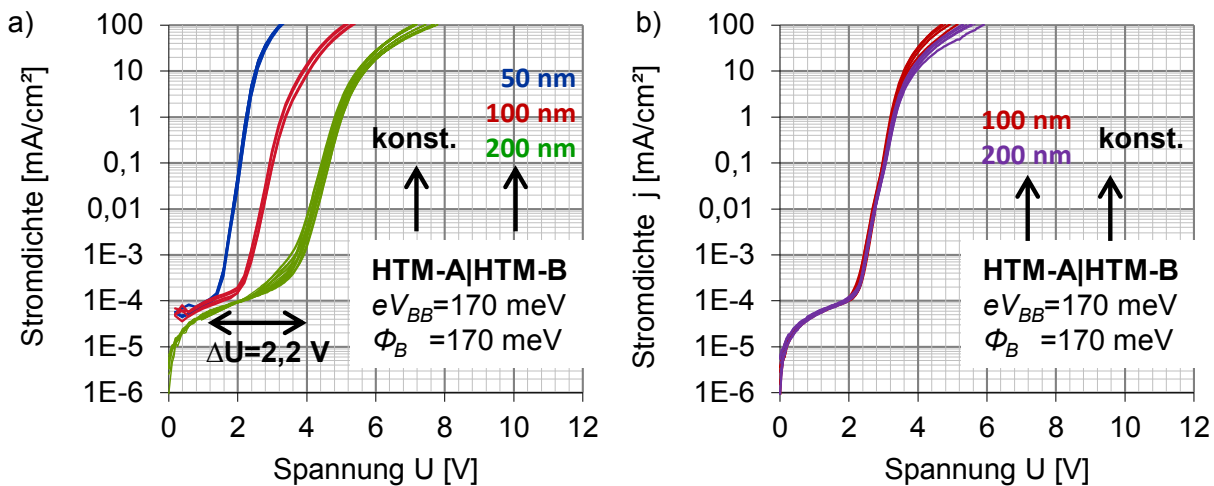 a)
Stromdichte [mA/cm²]
100
10
1
0,1
0,01
1E-3
1E-4
1E-5
1E-6
50 nm
100 nm
konst.
200 nm
HTM-A|HTM-B
eV_BB=170 meV
Φ_B =170 meV
ΔU=2,2 V
0 2 4 6 8 10 12
Spannung U [V]
b)
Stromdichte j [mA/cm²]
100
10
1
0,1
0,01
1E-3
1E-4
1E-5
1E-6
100 nm
200 nm
konst.
HTM-A|HTM-B
eV_BB=170 meV
Φ_B =170 meV
0 2 4 6 8 10 12
Spannung U [V]